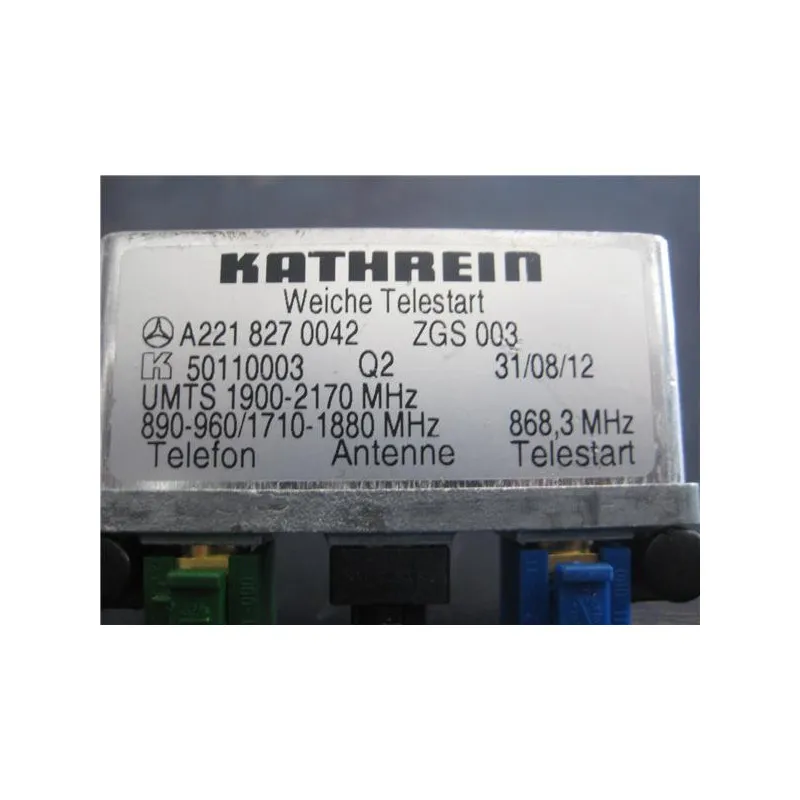 KATHREIN
Weiche Telestart
A221 827 0042 ZGS 003
K 50110003 Q2 31/08/12
UMTS 1900-2170 MHz
890-960/1710-1880 MHz 868,3 MHz
Telefon Antenne Telestart